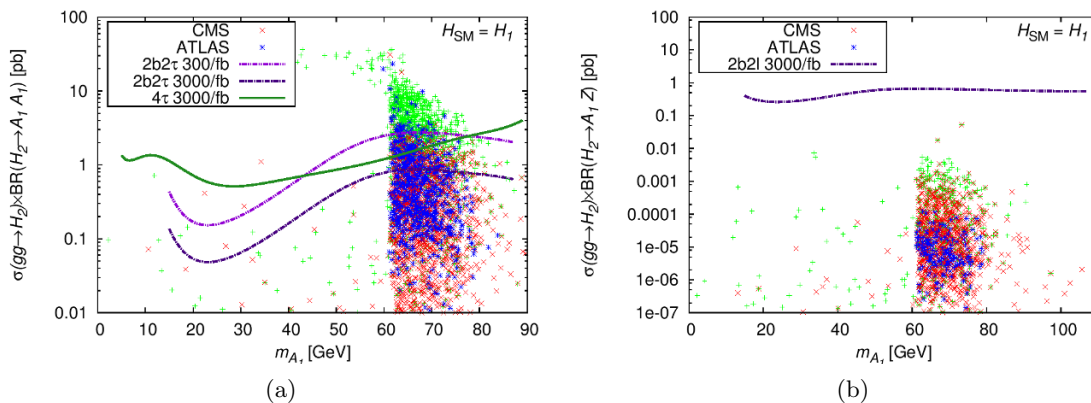 CMS
ATLAS
2b2τ 300/fb
2b2τ 3000/fb
4τ 3000/fb
H_SM = H_1
σ(gg→H_2)×BR(H_2→A_1 A_1) [pb]
100
10
1
0.1
0.01
0 10 20 30 40 50 60 70 80 90
m_A_1 [GeV]
(a)
CMS
ATLAS
2b2l 3000/fb
H_SM = H_1
σ(gg→H_2)×BR(H_2→A_1 Z) [pb]
100
10
1
0.1
0.01
0.001
0.0001
1e-05
1e-06
1e-07
20 40 60 80 100
m_A_1 [GeV]
(b)